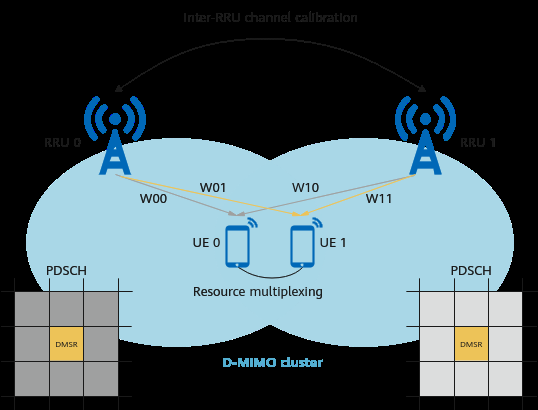 Inter-RRU channel calibration
RRU 0
RRU 1
W00
W01
W10
W11
UE 0
UE 1
PDSCH
PDSCH
Resource multiplexing
DMSR
DMSR
D-MIMO cluster